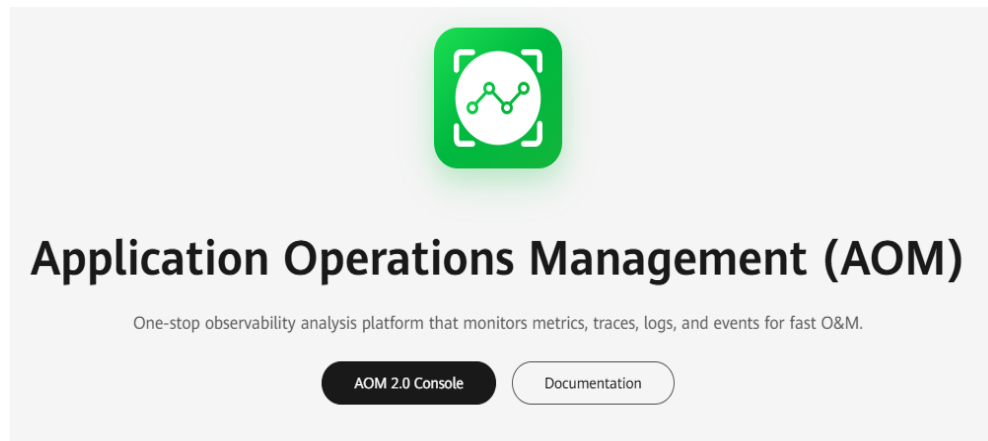 Application Operations Management (AOM)
One-stop observability analysis platform that monitors metrics, traces, logs, and events for fast O&M.
AOM 2.0 Console
Documentation